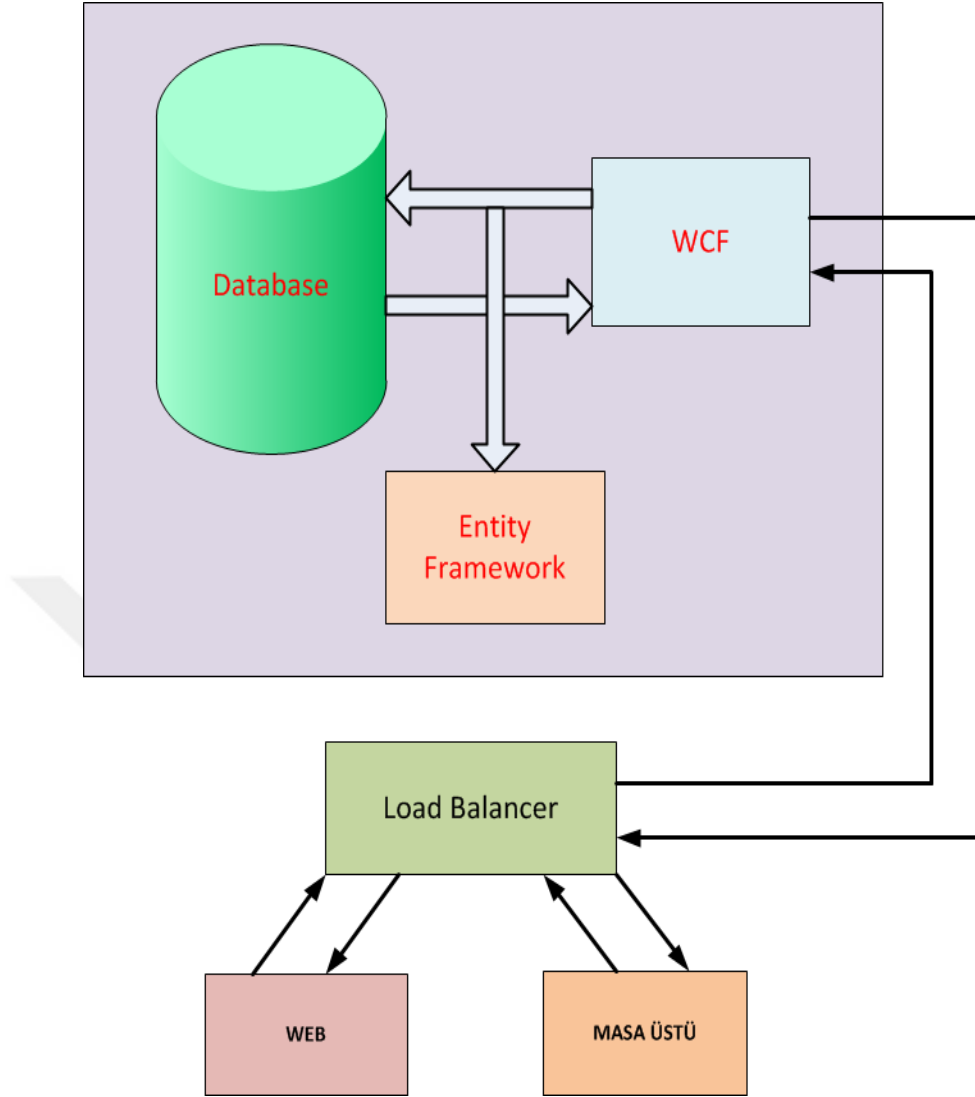 Database
WCF
Entity
Framework
Load Balancer
WEB
MASA ÜSTÜ